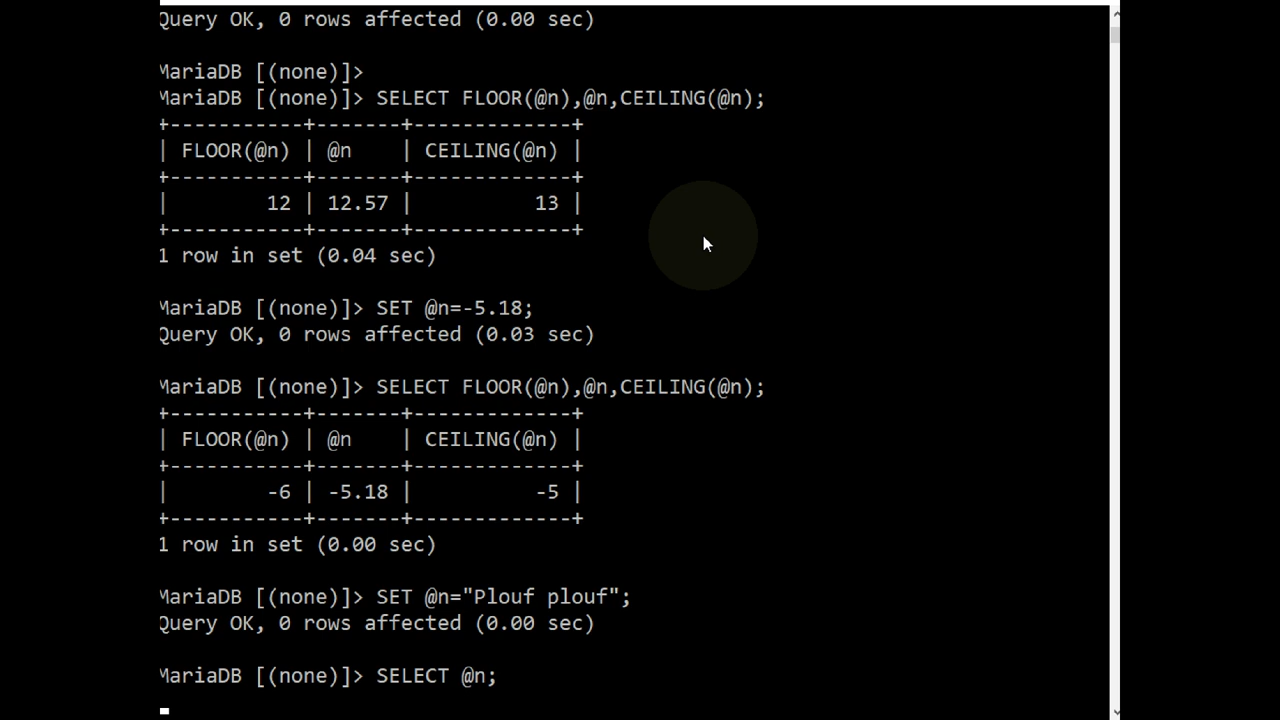 Query OK, 0 rows affected (0.00 sec)
MariaDB [(none)]>
MariaDB [(none)]> SELECT FLOOR(@n),@n,CEILING(@n);
+-----------+-------+-------------+
| FLOOR(@n) | @n    | CEILING(@n) |
+-----------+-------+-------------+
|        12 | 12.57 |          13 |
+-----------+-------+-------------+
1 row in set (0.04 sec)
MariaDB [(none)]> SET @n=-5.18;
Query OK, 0 rows affected (0.03 sec)
MariaDB [(none)]> SELECT FLOOR(@n),@n,CEILING(@n);
+-----------+-------+-------------+
| FLOOR(@n) | @n    | CEILING(@n) |
+-----------+-------+-------------+
|        -6 | -5.18 |          -5 |
+-----------+-------+-------------+
1 row in set (0.00 sec)
MariaDB [(none)]> SET @n="Plouf plouf";
Query OK, 0 rows affected (0.00 sec)
MariaDB [(none)]> SELECT @n;